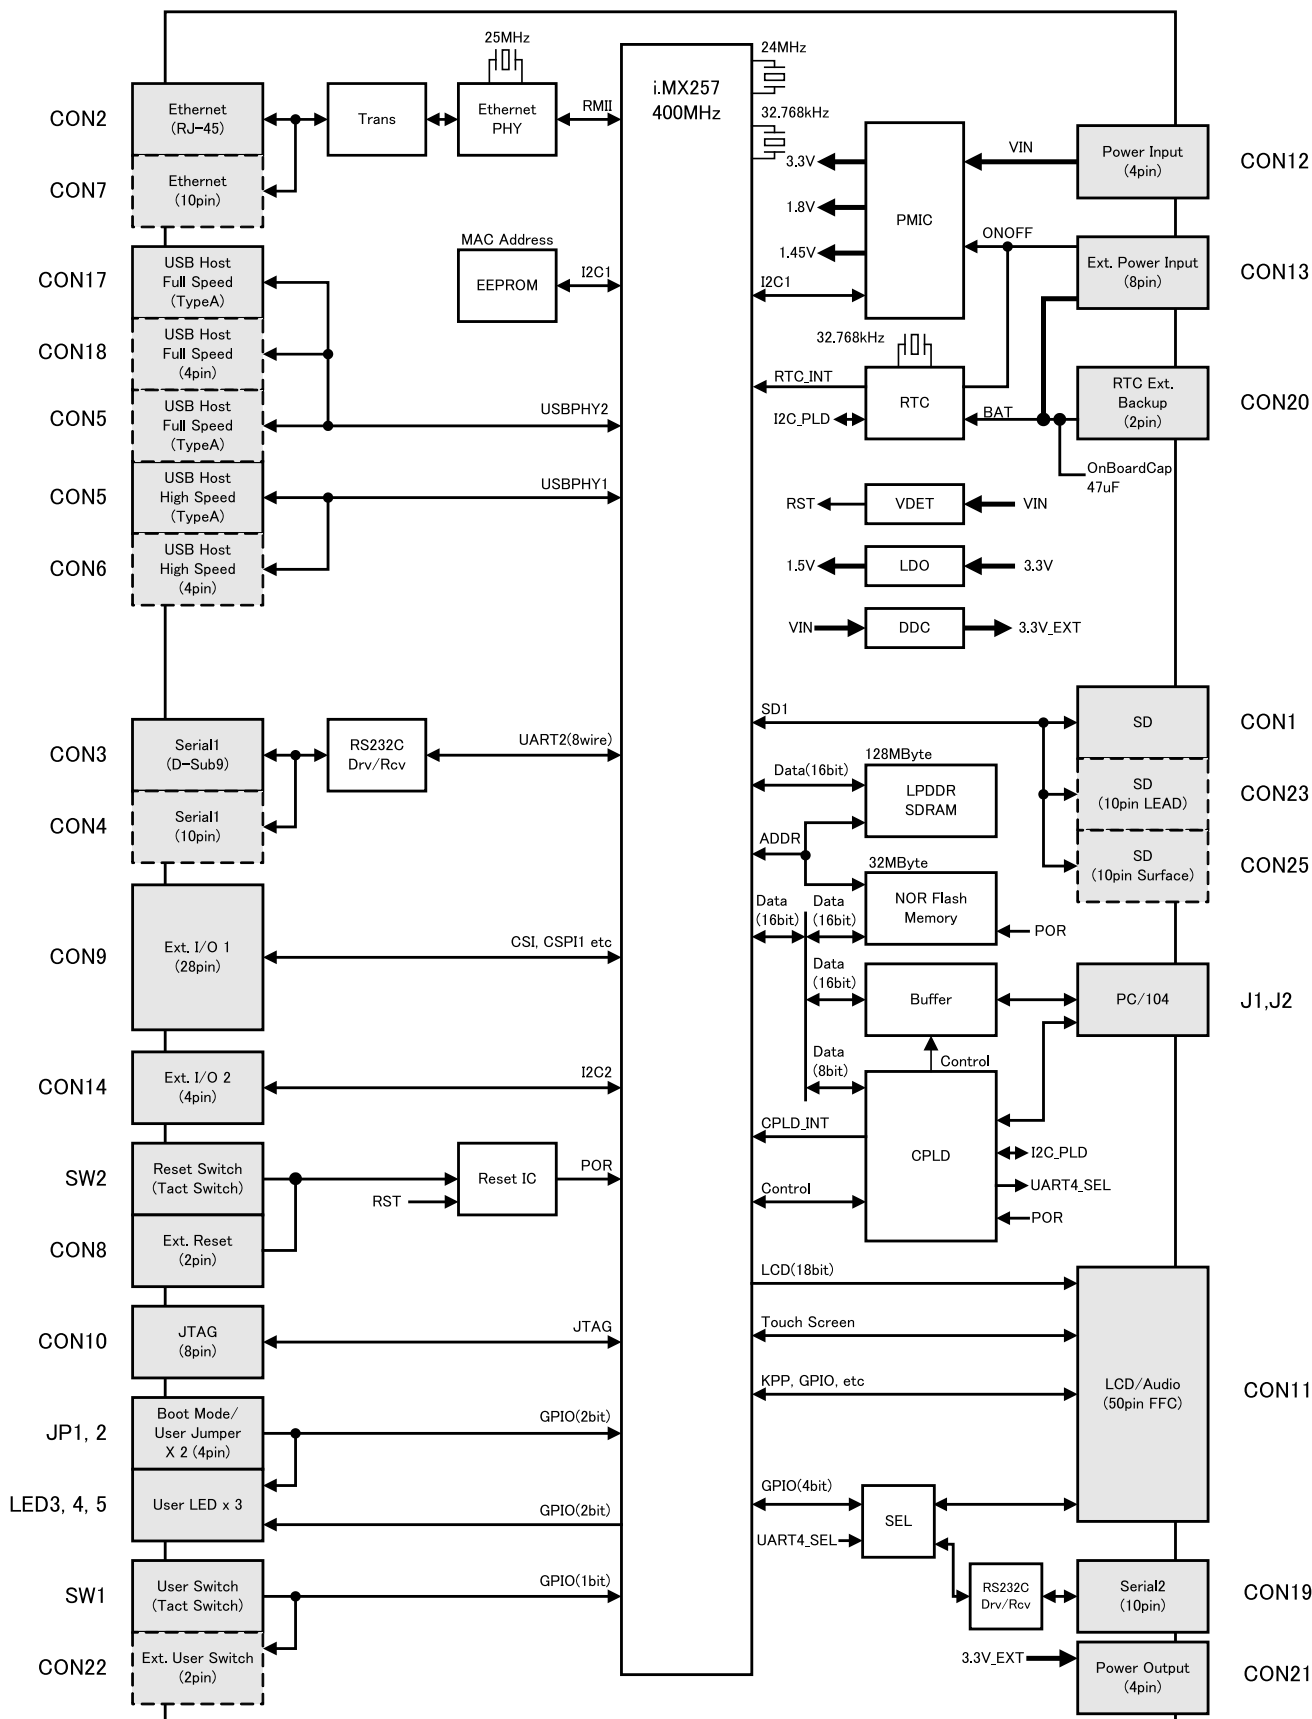 25MHz
24MHz
i.MX257
400MHz
CON2
Ethernet
(RJ-45)
Trans
Ethernet
PHY
RMII
32.768kHz
CON7
Ethernet
(10pin)
3.3V
1.8V
1.45V
I2C1
PMIC
VIN
ONOFF
Power Input
(4pin)
CON12
Ext. Power Input
(8pin)
CON13
MAC Address
EEPROM
I2C1
CON17
USB Host
Full Speed
(TypeA)
CON18
USB Host
Full Speed
(4pin)
CON5
USB Host
Full Speed
(TypeA)
USBPHY2
CON5
USB Host
High Speed
(TypeA)
USBPHY1
CON6
USB Host
High Speed
(4pin)
32.768kHz
RTC_INT
I2C_PLD
RTC
BAT
RTC Ext.
Backup
(2pin)
CON20
OnBoardCap
47uF
RST
VDET
VIN
1.5V
LDO
3.3V
VIN
DDC
3.3V_EXT
CON3
Serial1
(D-Sub9)
RS232C
Drv/Rcv
UART2(8wire)
CON4
Serial1
(10pin)
SD1
SD
CON1
SD
(10pin LEAD)
CON23
SD
(10pin Surface)
CON25
128MByte
Data(16bit)
LPDDR
SDRAM
ADDR
32MByte
NOR Flash
Memory
POR
Data
(16bit)
Data
(16bit)
CON9
Ext. I/O 1
(28pin)
CSI, CSPI1 etc
Data
(16bit)
Buffer
PC/104
J1,J2
Control
Data
(8bit)
CON14
Ext. I/O 2
(4pin)
I2C2
CPLD_INT
CPLD
I2C_PLD
UART4_SEL
POR
Control
SW2
Reset Switch
(Tact Switch)
RST
Reset IC
POR
CON8
Ext. Reset
(2pin)
CON10
JTAG
(8pin)
JTAG
LCD(18bit)
Touch Screen
KPP, GPIO, etc
LCD/Audio
(50pin FFC)
CON11
JP1, 2
Boot Mode/
User Jumper
X 2 (4pin)
GPIO(2bit)
LED3, 4, 5
User LED x 3
GPIO(2bit)
GPIO(4bit)
UART4_SEL
SEL
SW1
User Switch
(Tact Switch)
GPIO(1bit)
CON22
Ext. User Switch
(2pin)
RS232C
Drv/Rcv
Serial2
(10pin)
CON19
3.3V_EXT
Power Output
(4pin)
CON21